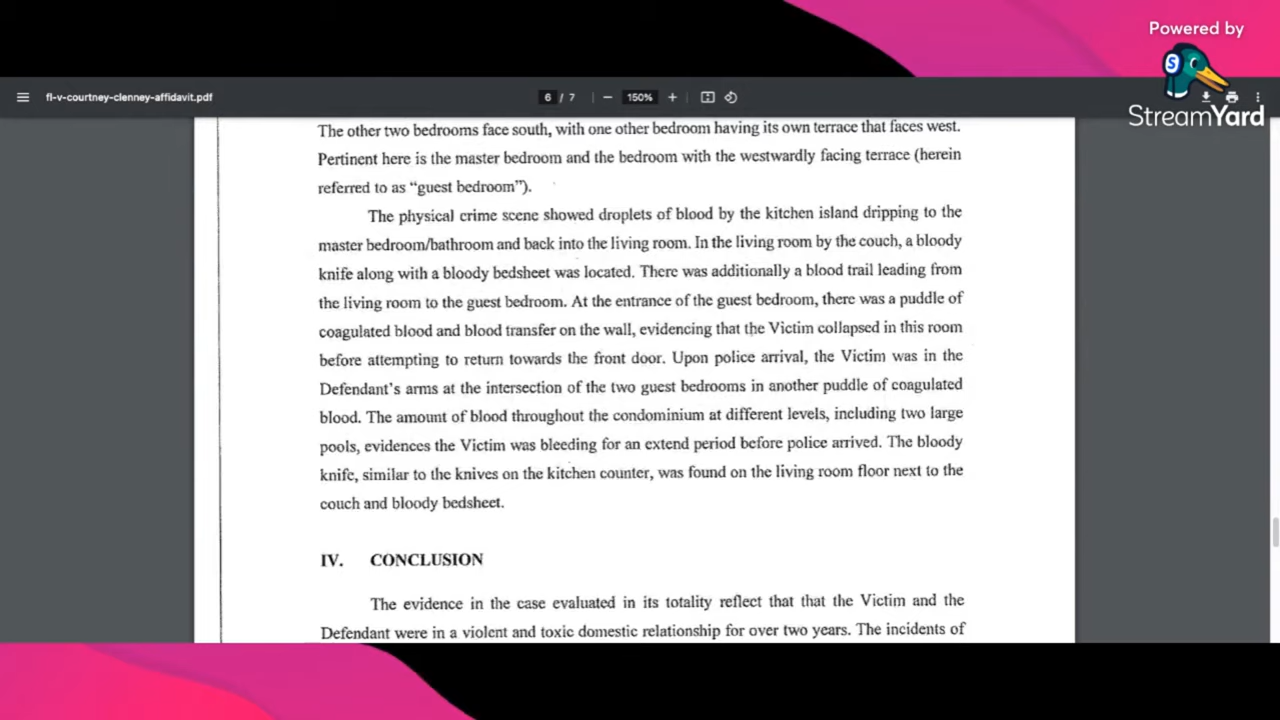 Powered by
S
StreamYard
fl-v-courtney-clenney-affidavit.pdf
6 / 7
150%
The other two bedrooms face south, with one other bedroom having its own terrace that faces west.
Pertinent here is the master bedroom and the bedroom with the westwardly facing terrace (herein
referred to as “guest bedroom”).
The physical crime scene showed droplets of blood by the kitchen island dripping to the
master bedroom/bathroom and back into the living room. In the living room by the couch, a bloody
knife along with a bloody bedsheet was located. There was additionally a blood trail leading from
the living room to the guest bedroom. At the entrance of the guest bedroom, there was a puddle of
coagulated blood and blood transfer on the wall, evidencing that the Victim collapsed in this room
before attempting to return towards the front door. Upon police arrival, the Victim was in the
Defendant’s arms at the intersection of the two guest bedrooms in another puddle of coagulated
blood. The amount of blood throughout the condominium at different levels, including two large
pools, evidences the Victim was bleeding for an extend period before police arrived. The bloody
knife, similar to the knives on the kitchen counter, was found on the living room floor next to the
couch and bloody bedsheet.
IV. CONCLUSION
The evidence in the case evaluated in its totality reflect that that the Victim and the
Defendant were in a violent and toxic domestic relationship for over two years. The incidents of